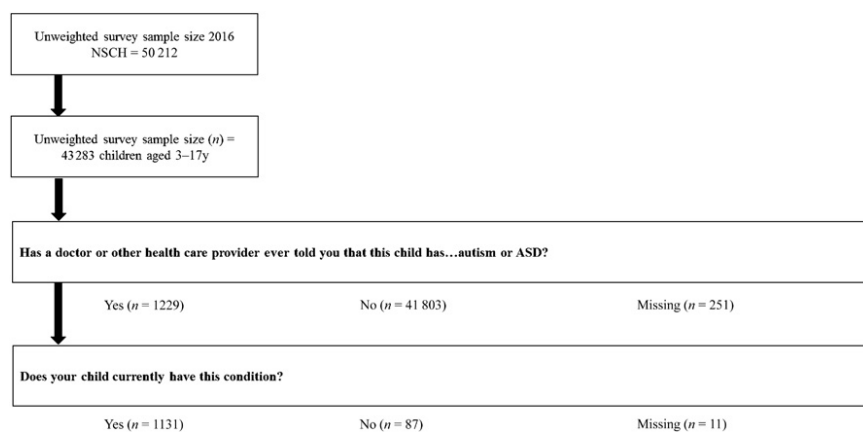 Unweighted survey sample size 2016
NSCH = 50 212
Unweighted survey sample size (n) =
43 283 children aged 3–17y
Has a doctor or other health care provider ever told you that this child has...autism or ASD?
Yes (n = 1229) No (n = 41 803) Missing (n = 251)
Does your child currently have this condition?
Yes (n = 1131) No (n = 87) Missing (n = 11)